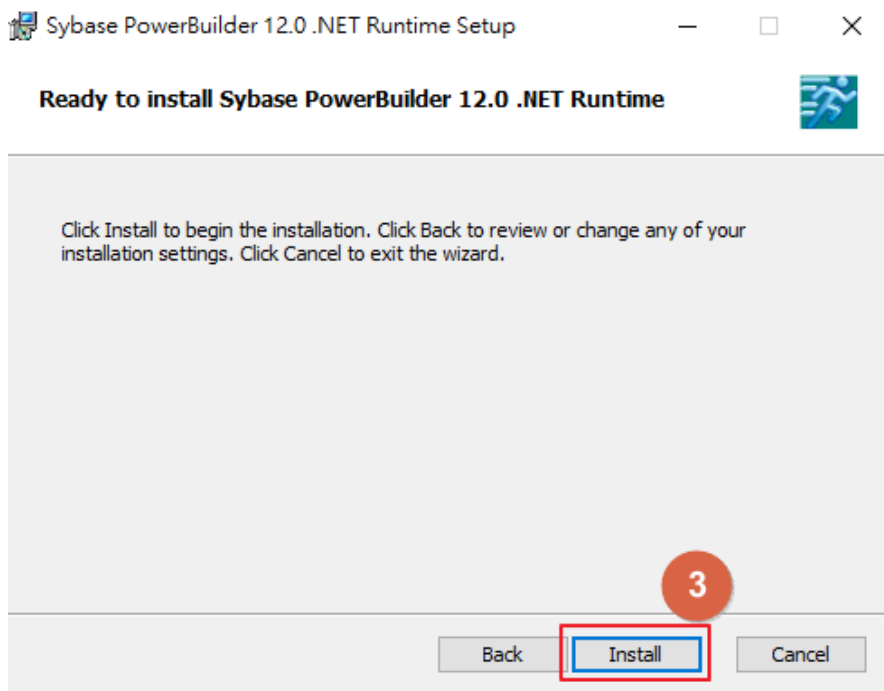 Sybase PowerBuilder 12.0 .NET Runtime Setup
Ready to install Sybase PowerBuilder 12.0 .NET Runtime
Click Install to begin the installation. Click Back to review or change any of your
installation settings. Click Cancel to exit the wizard.
3
Back Install Cancel